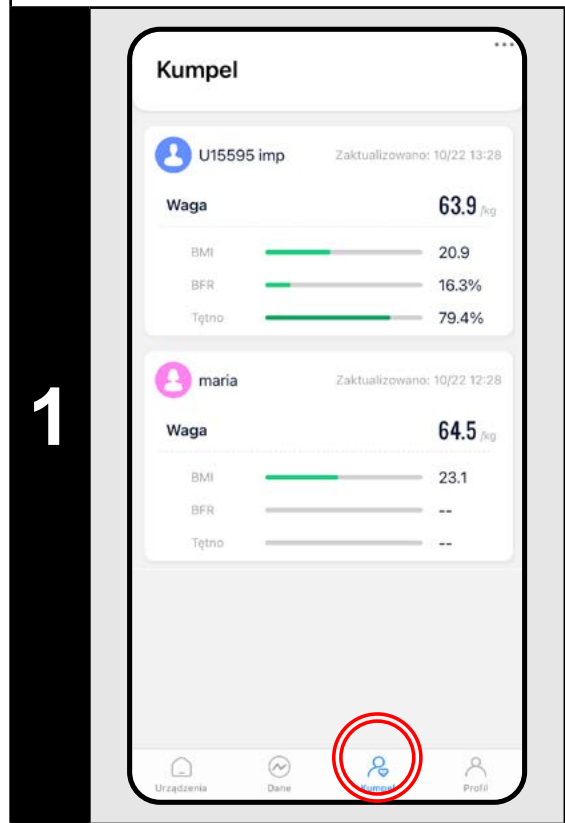 1
Kumpel
U15595 imp Zaktualizowano: 10/22 13:28
Waga 63.9 /kg
BMI 20.9
BFR 16.3%
Tętno 79.4%
maria Zaktualizowano: 10/22 12:28
Waga 64.5 /kg
BMI 23.1
BFR --
Tętno --
Urządzenia Dane Kumpel Profil